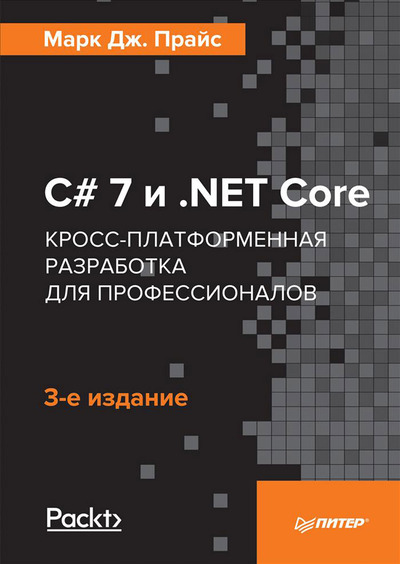 Марк Дж. Прайс
C# 7 и .NET Core
КРОСС-ПЛАТФОРМЕННАЯ
РАЗРАБОТКА
ДЛЯ ПРОФЕССИОНАЛОВ
3-е издание
Packt>
ПИТЕР®